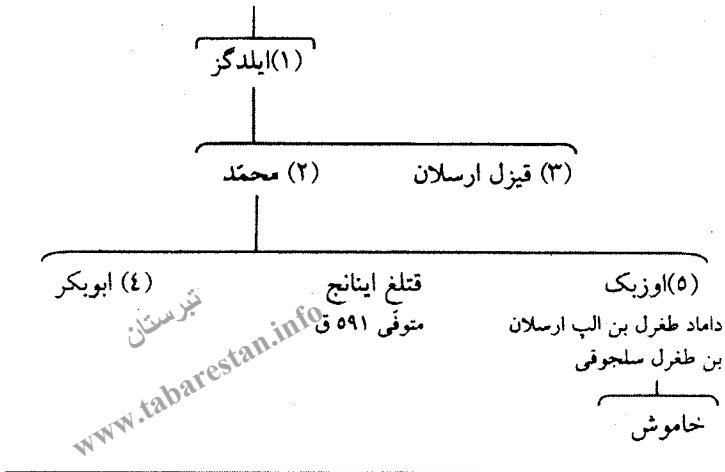 (۱)ایلدگز
(۳) قیزل ارسلان
(۲) محمّد
(۵)اوزبک
قتلغ اینانج
(٤) ابوبکر
داماد طغرل بن الپ ارسلان
متوفّی ۵۹۱ ق
بن طغرل سلجوقی
خاموش
تبرستان
www.tabarestan.info